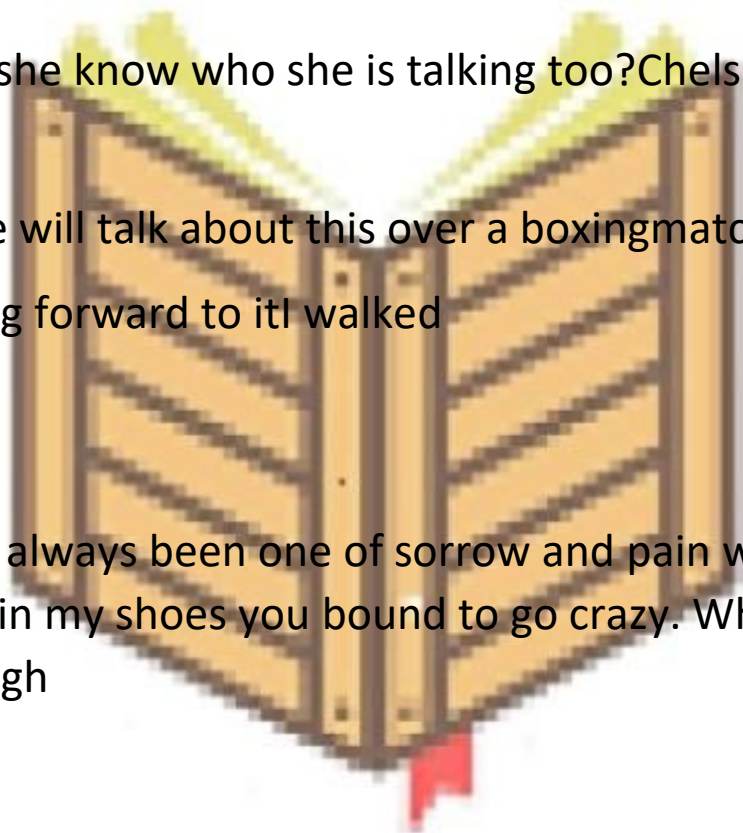 she know who she is talking too?Chels
e will talk about this over a boxingmatc
g forward to itI walked
always been one of sorrow and pain w
in my shoes you bound to go crazy. Wh
gh